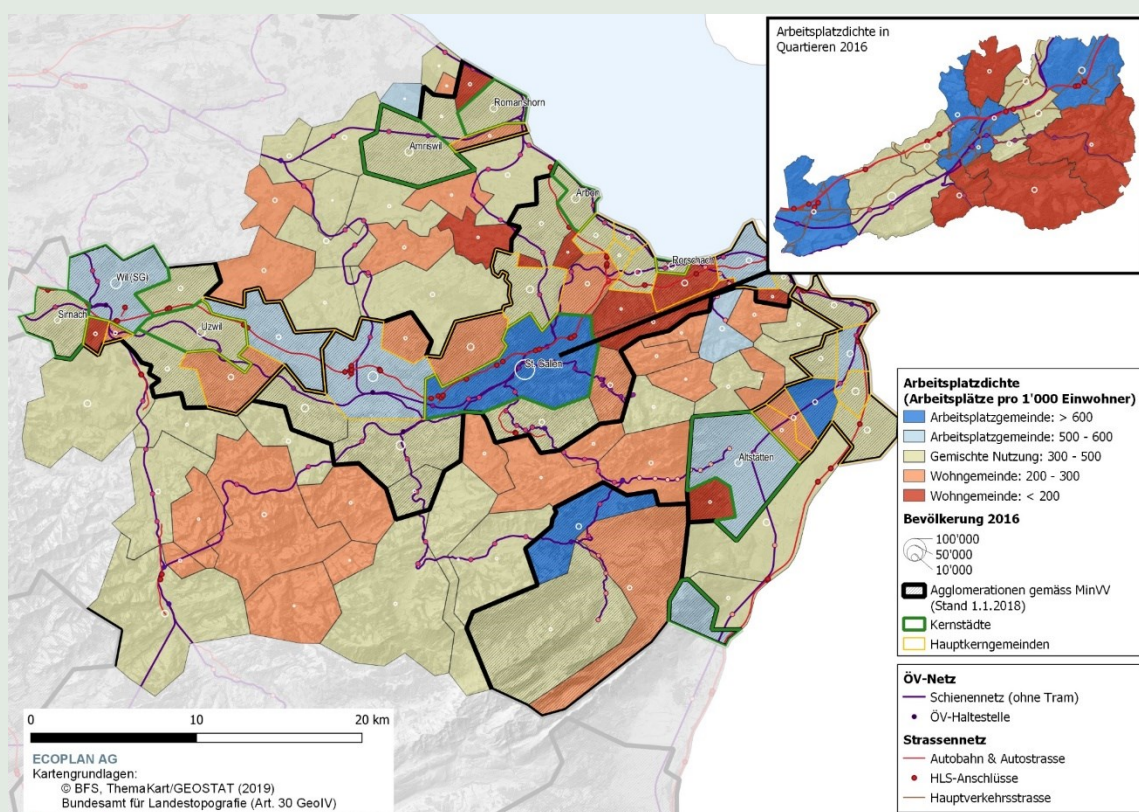 Arbeitsplatzdichte in
Quartieren 2016
Romanshorn
Amriswil
Arbon
Rorschach
Wil (SG)
Sirnach
Uzwil
St. Gallen
Altstätten
Arbeitsplatzdichte
(Arbeitsplätze pro 1'000 Einwohner)
Arbeitsplatzgemeinde: > 600
Arbeitsplatzgemeinde: 500 - 600
Gemischte Nutzung: 300 - 500
Wohngemeinde: 200 - 300
Wohngemeinde: < 200
Bevölkerung 2016
100'000
50'000
10'000
Agglomerationen gemäss MinVV
(Stand 1.1.2018)
Kernstädte
Hauptkerngemeinden
ÖV-Netz
Schienennetz (ohne Tram)
ÖV-Haltestelle
Strassennetz
Autobahn & Autostrasse
HLS-Anschlüsse
Hauptverkehrsstrasse
0 10 20 km
ECOPLAN AG
Kartengrundlagen:
© BFS, ThemaKart/GEOSTAT (2019)
Bundesamt für Landestopografie (Art. 30 GeoIV)